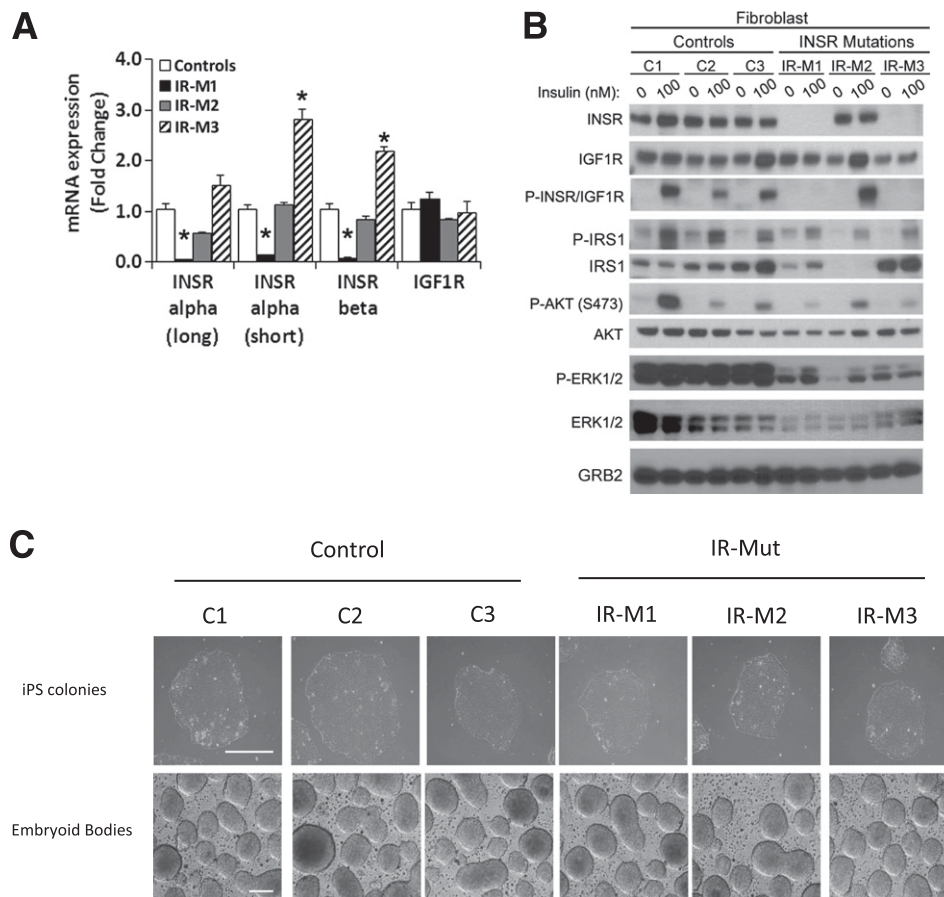 A
mRNA expression
(Fold Change)
4.0
3.0
2.0
1.0
0.0
Controls
IR-M1
IR-M2
IR-M3
*
*
*
*
*
INSR
alpha
(long)
INSR
alpha
(short)
INSR
beta
IGF1R
B
Fibroblast
Controls
INSR Mutations
C1 C2 C3 IR-M1 IR-M2 IR-M3
Insulin (nM): 0 100 0 100 0 100 0 100 0 100 0 100
INSR
IGF1R
P-INSR/IGF1R
P-IRS1
IRS1
P-AKT (S473)
AKT
P-ERK1/2
ERK1/2
GRB2
C
Control
IR-Mut
C1 C2 C3 IR-M1 IR-M2 IR-M3
iPS colonies
Embryoid Bodies